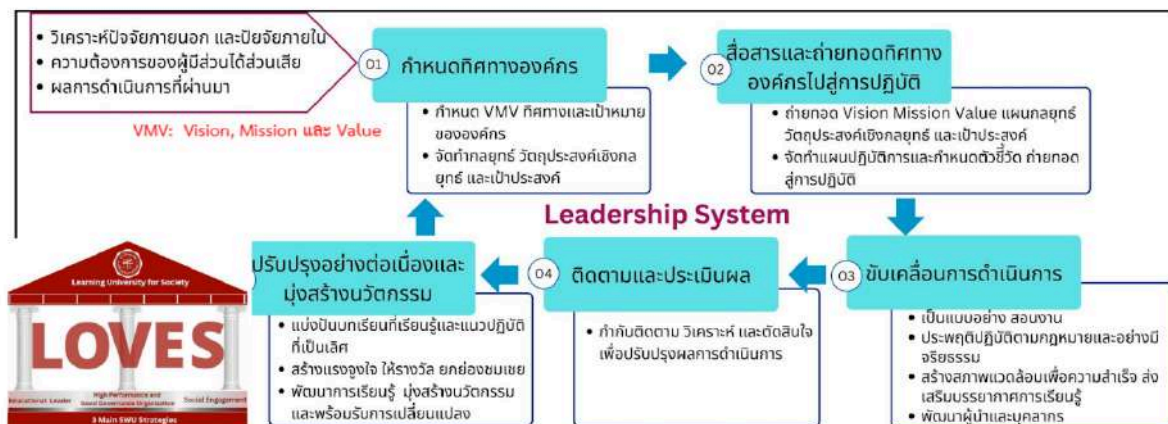 • วิเคราะห์ปัจจัยภายนอก และปัยจัยภายใน
• ความต้องการของผู้มีส่วนได้ส่วนเสีย
• ผลการดำเนินการที่ผ่านมา
VMV: Vision, Mission และ Value
01 กำหนดทิศทางองค์กร
• กำหนด VMV ทิศทางและเป้าหมาย
ขององค์กร
• จัดทำกลยุทธ์ วัตถุประสงค์เชิงกล
ยุทธ์ และเป้าประสงค์
02
สื่อสารและถ่ายทอดทิศทาง
องค์กรไปสู่การปฏิบัติ
• ถ่ายทอด Vision Mission Value แผนกลยุทธ์
วัตถุประสงค์เชิงกลยุทธ์ และเป้าประสงค์
• จัดทำแผนปฏิบัติการและกำหนดตัวชี้วัด ถ่ายทอด
สู่การปฏิบัติ
Leadership System
03 ขับเคลื่อนการดำเนินการ
• เป็นแบบอย่าง สอนงาน
• ประพฤติปฏิบัติตามกฎหมายและอย่างมี
จริยธรรม
• สร้างสภาพแวดล้อมเพื่อความสำเร็จ ส่ง
เสริมบรรยากาศการเรียนรู้
• พัฒนาผู้นำและบุคลากร
04 ติดตามและประเมินผล
• กำกับติดตาม วิเคราะห์ และตัดสินใจ
เพื่อปรับปรุงผลการดำเนินการ
ปรับปรุงอย่างต่อเนื่องและ
มุ่งสร้างนวัตกรรม
• แบ่งปันบทเรียนที่เรียนรู้และแนวปฏิบัติ
ที่เป็นเลิศ
• สร้างแรงจูงใจ ให้รางวัล ยกย่องชมเชย
• พัฒนาการเรียนรู้ มุ่งสร้างนวัตกรรม
และพร้อมรับการเปลี่ยนแปลง
Learning University for Society
LOVES
Educational Leader
High Performance and
Good Governance Organization
Social Engagement
3 Main SWU Strategies